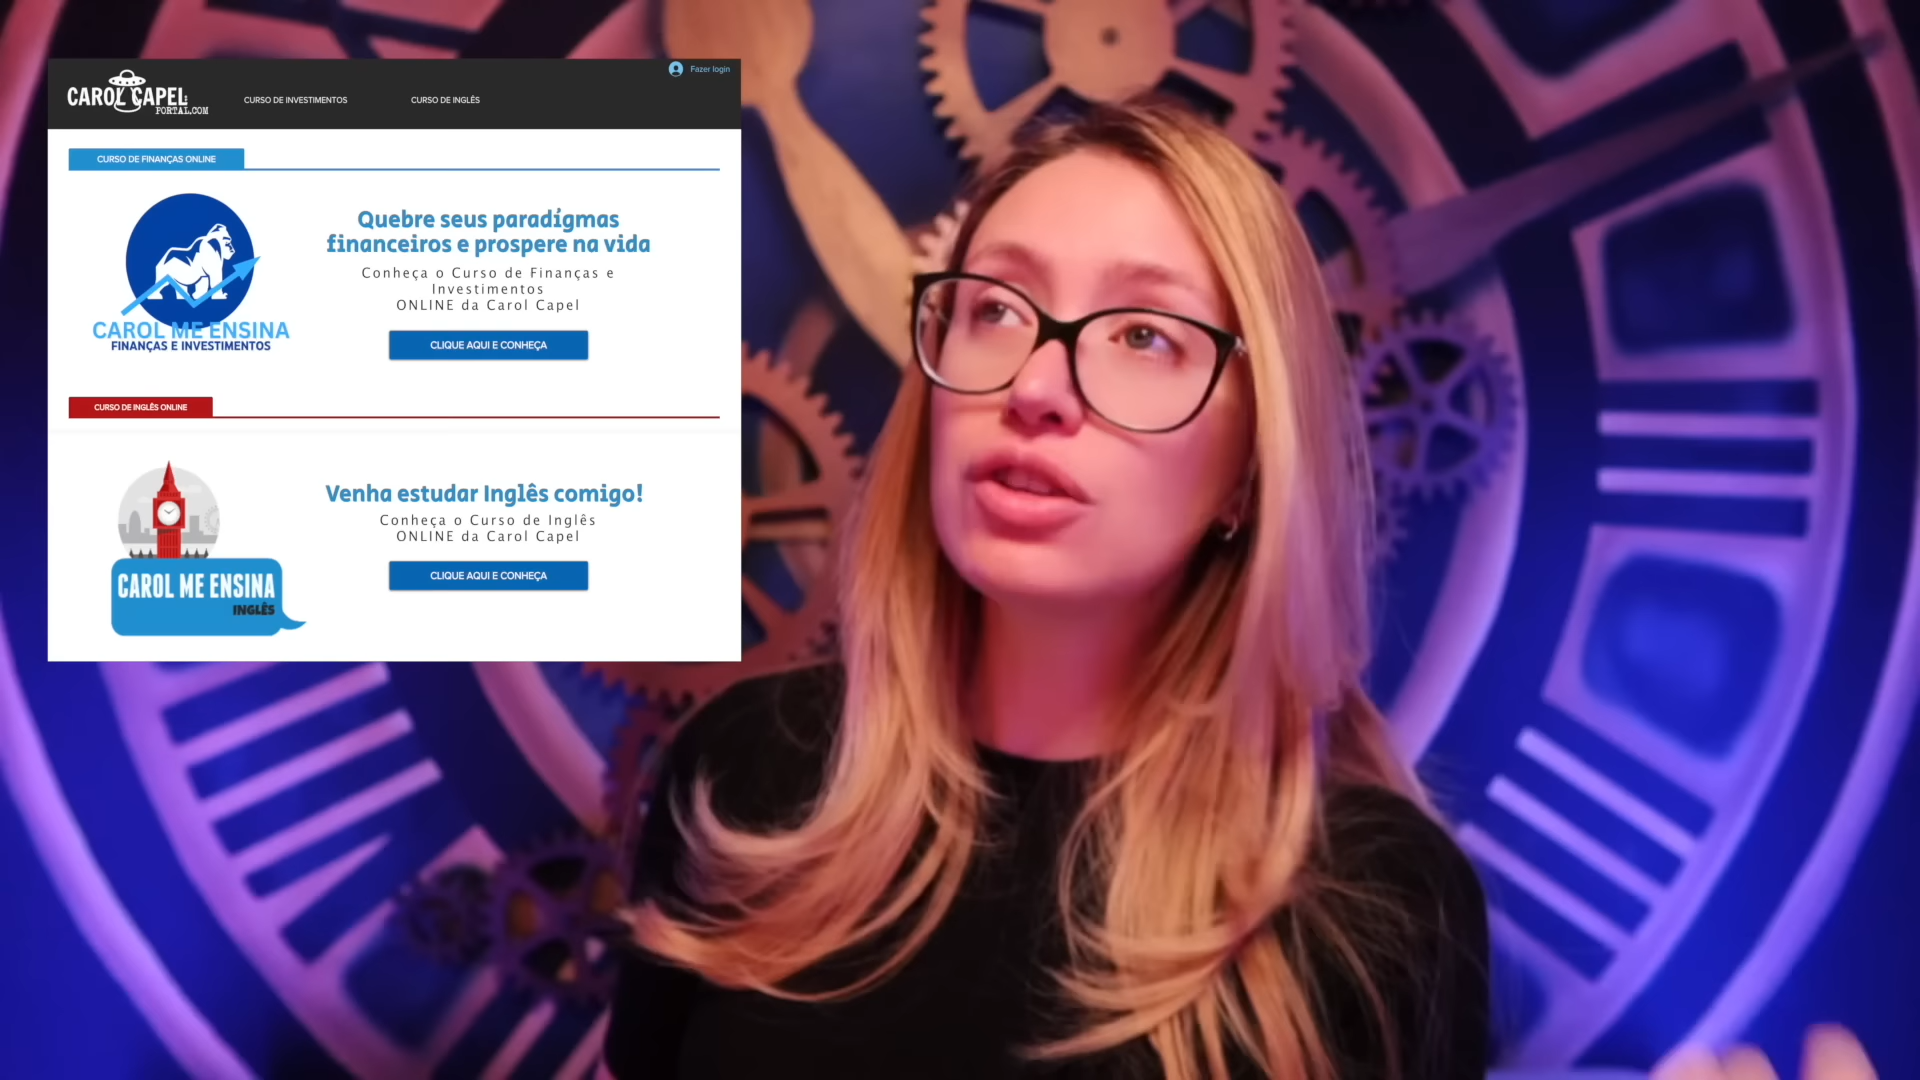 CAROL CAPEL
PORTAL.COM
CURSO DE INVESTIMENTOS
CURSO DE INGLÊS
Fazer login
CURSO DE FINANÇAS ONLINE
CAROL ME ENSINA
FINANÇAS E INVESTIMENTOS
Quebre seus paradigmas
financeiros e prospere na vida
Conheça o Curso de Finanças e
Investimentos
ONLINE da Carol Capel
CLIQUE AQUI E CONHEÇA
CURSO DE INGLÊS ONLINE
CAROL ME ENSINA
INGLÊS
Venha estudar Inglês comigo!
Conheça o Curso de Inglês
ONLINE da Carol Capel
CLIQUE AQUI E CONHEÇA